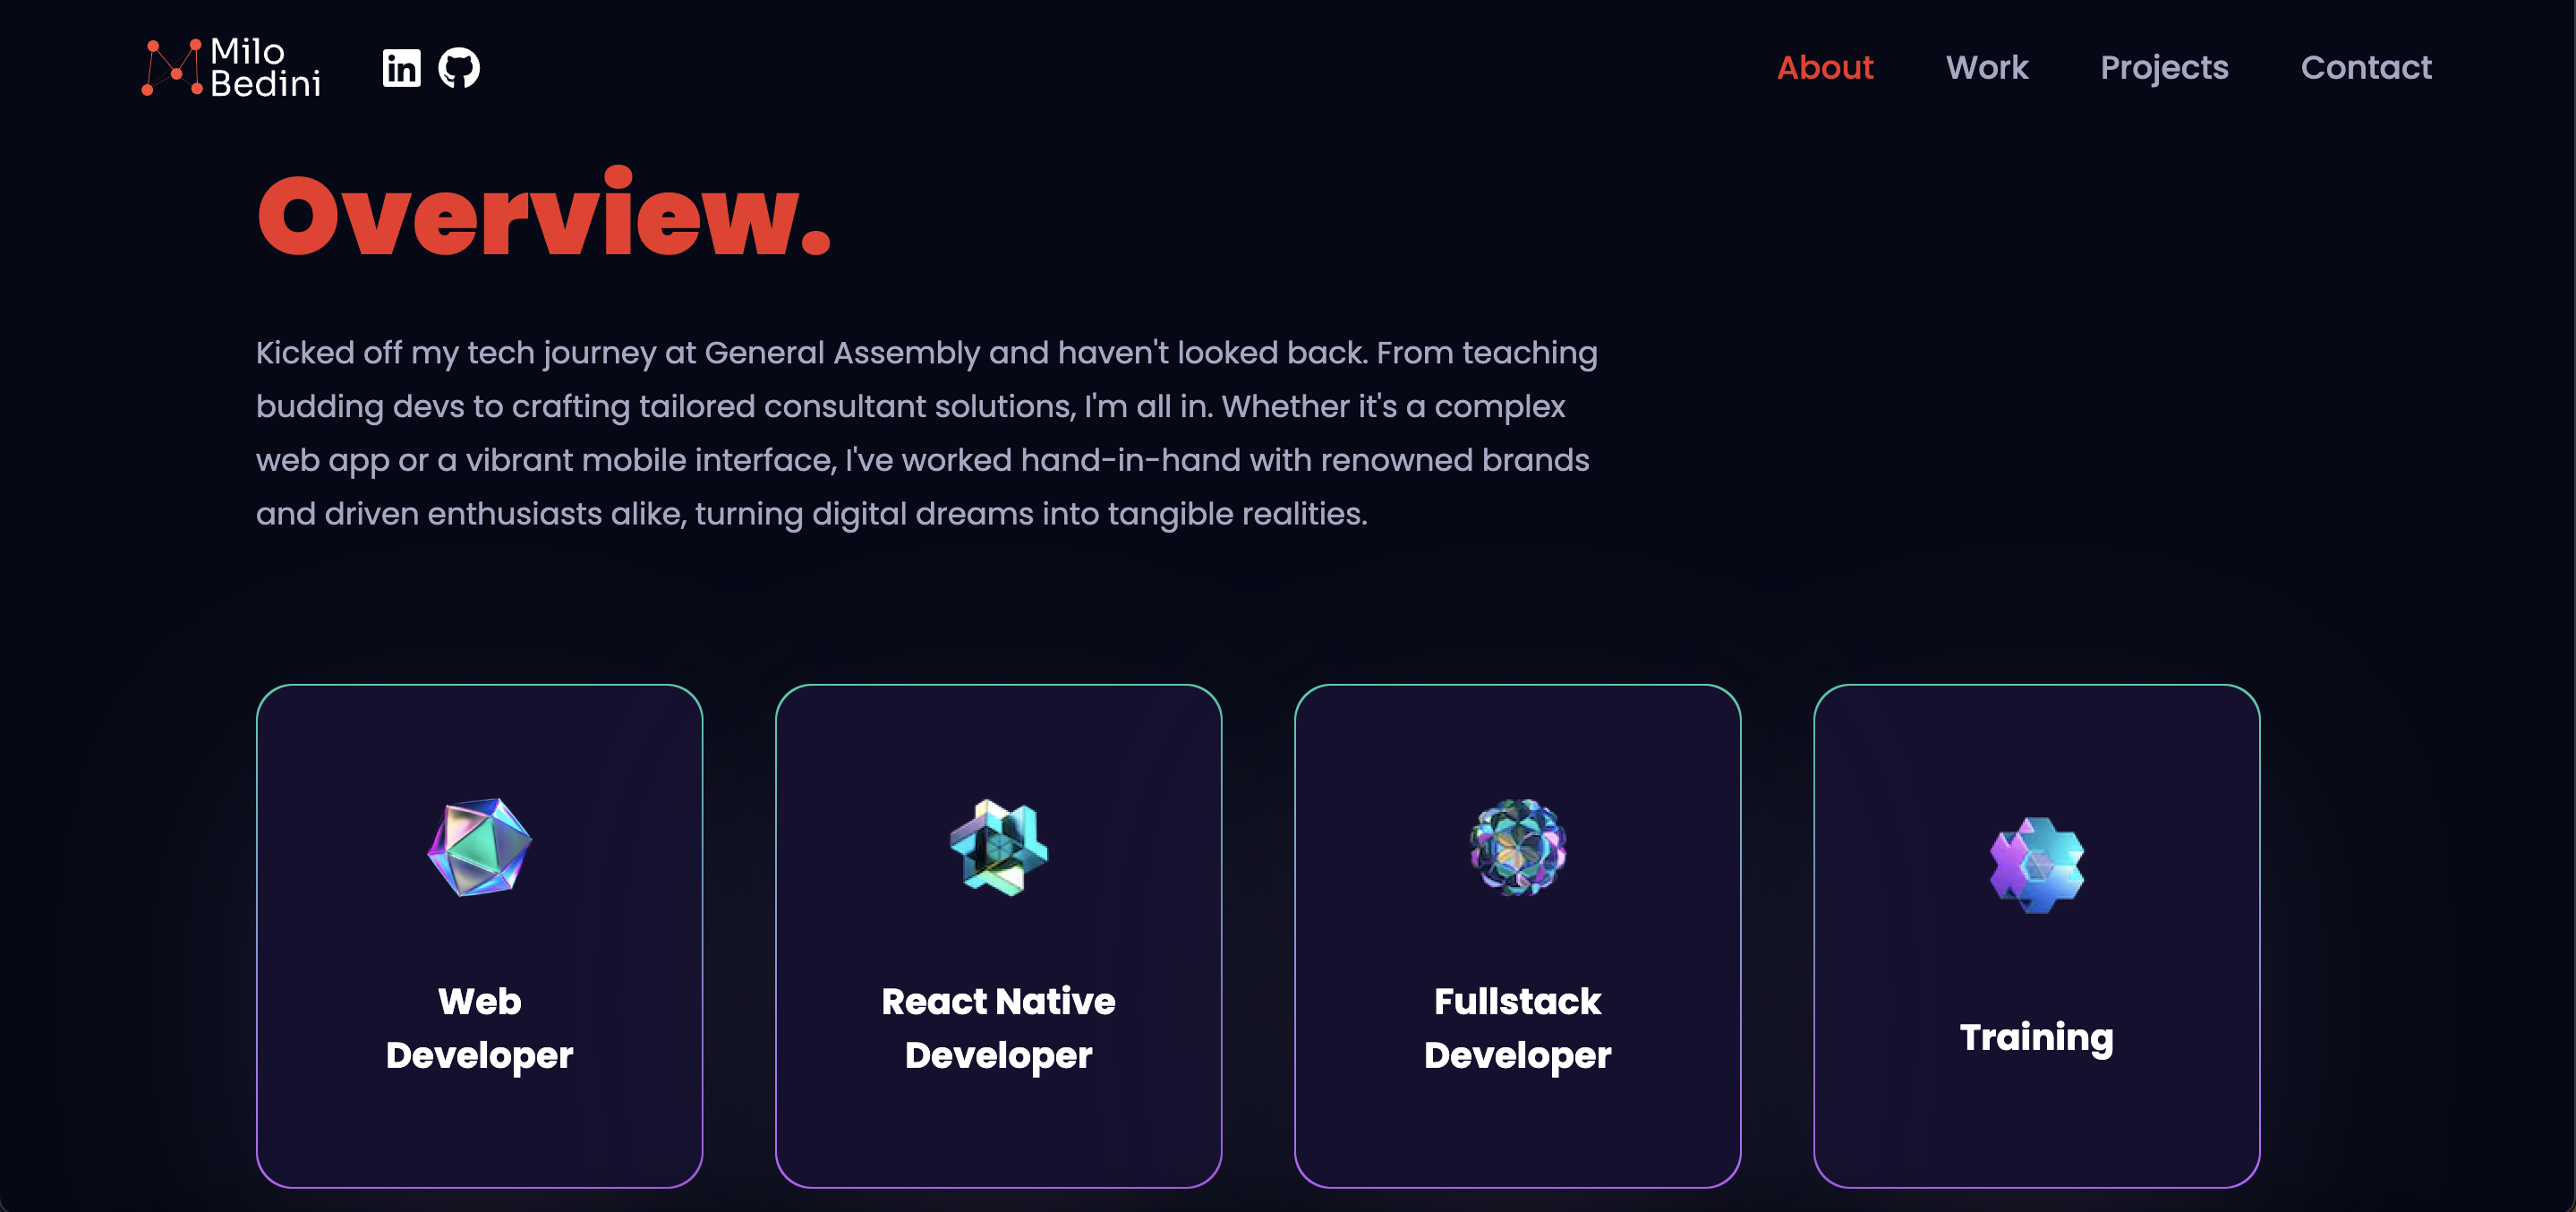 Milo
Bedini
in
About
Work
Projects
Contact
Overview.
Kicked off my tech journey at General Assembly and haven't looked back. From teaching
budding devs to crafting tailored consultant solutions, I'm all in. Whether it's a complex
web app or a vibrant mobile interface, I've worked hand-in-hand with renowned brands
and driven enthusiasts alike, turning digital dreams into tangible realities.
Web
Developer
React Native
Developer
Fullstack
Developer
Training